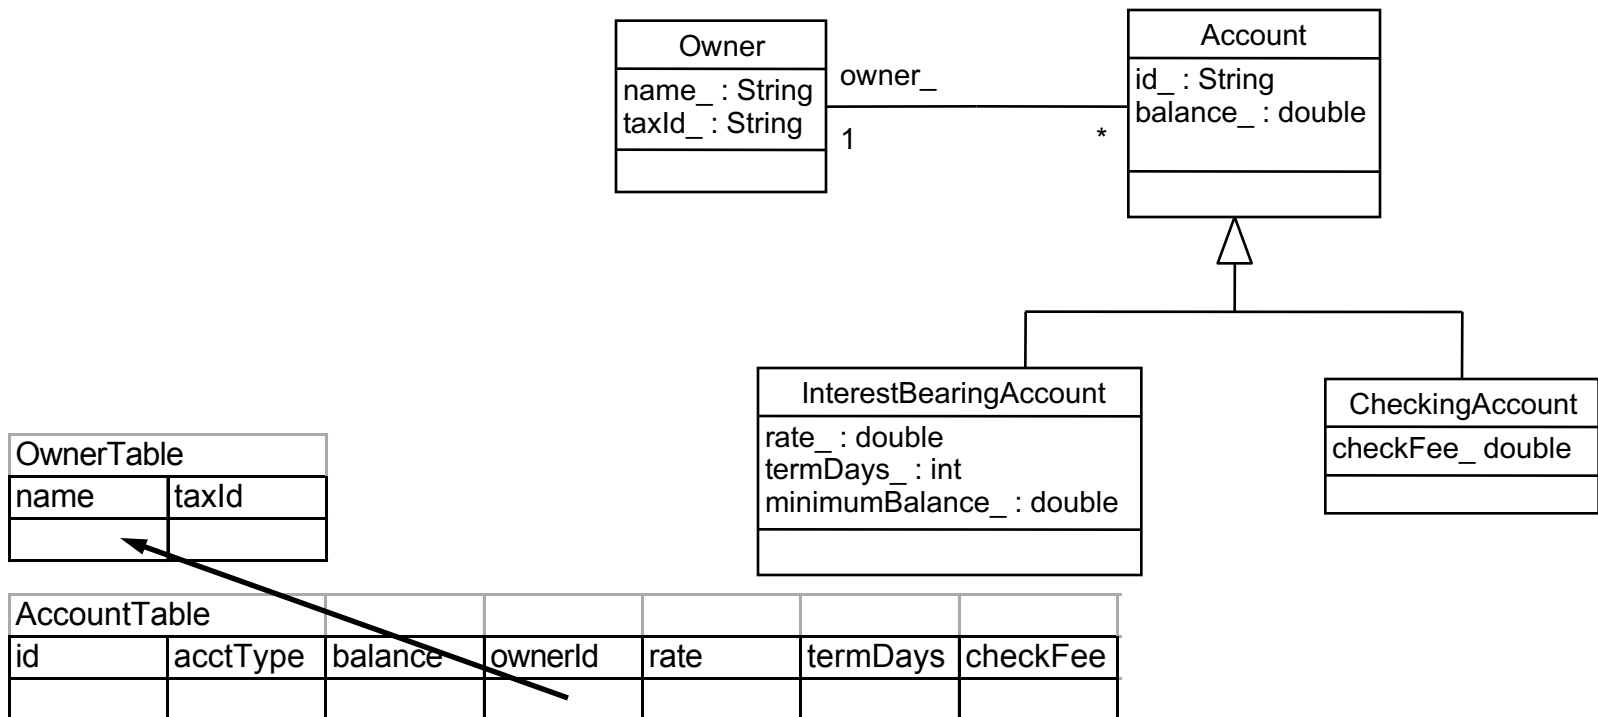 Owner
name_ : String
taxId_ : String
owner_
1
*
Account
id_ : String
balance_ : double
InterestBearingAccount
rate_ : double
termDays_ : int
minimumBalance_ : double
CheckingAccount
checkFee_ double
OwnerTable
name taxId
AccountTable
id acctType balance ownerId rate termDays checkFee